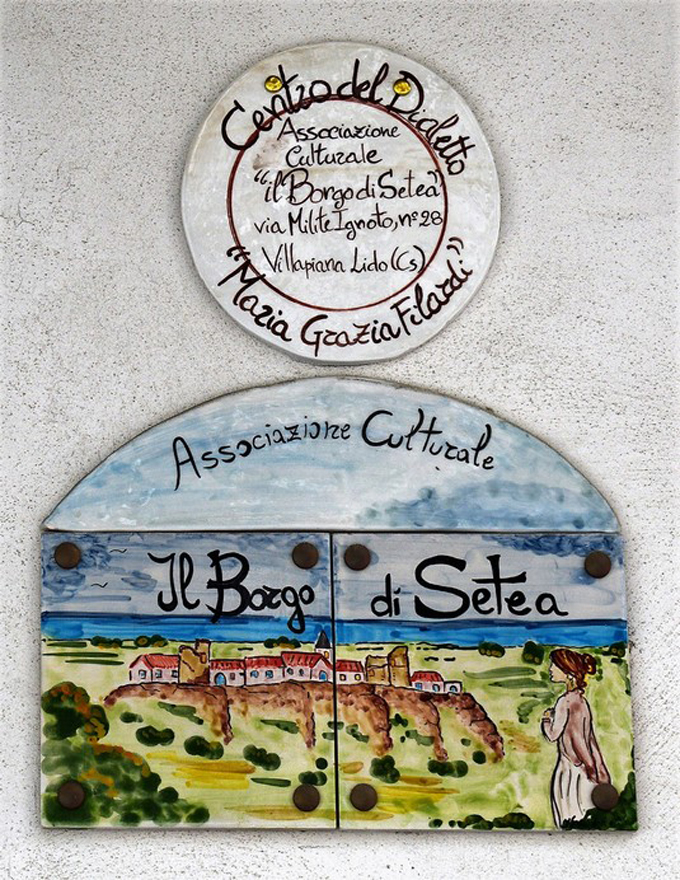 Centro del Dialetto
Associazione
Culturale
"il Borgo di Setea"
via Milite Ignoto, n° 28
Villapiana Lido (Cs)
"Maria Grazia Filardi"
Associazione Culturale
Il Borgo di Setea